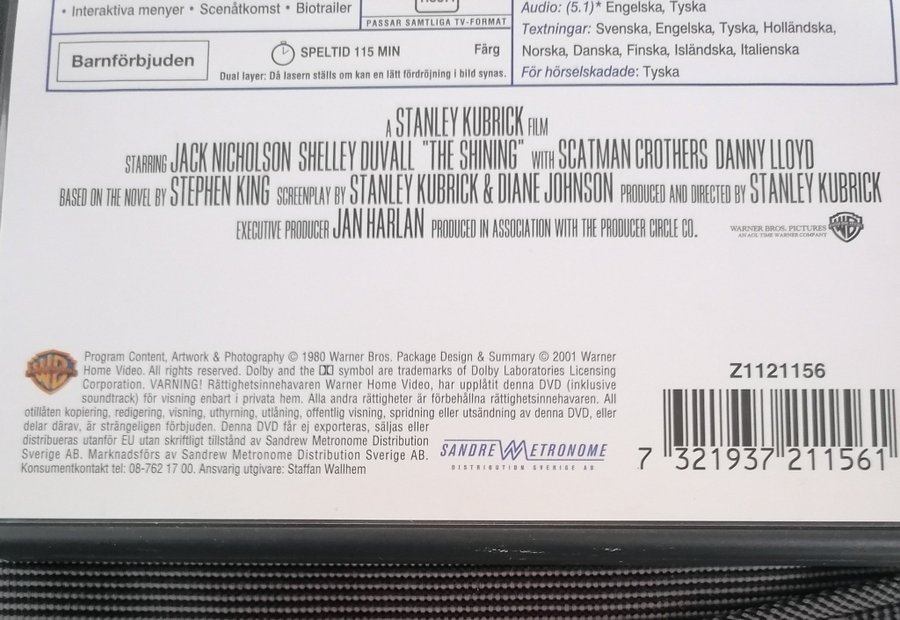 • Interaktiva menyer • Scenåtkomst • Biotrailer
PASSAR SAMTLIGA TV-FORMAT
Audio: (5.1)* Engelska, Tyska
Textningar: Svenska, Engelska, Tyska, Holländska,
Norska, Danska, Finska, Isländska, Italienska
För hörselskadade: Tyska
Barnförbjuden
SPELTID 115 MIN Färg
Dual layer: Då lasern ställs om kan en lätt fördröjning i bild synas.
A STANLEY KUBRICK FILM
STARRING JACK NICHOLSON SHELLEY DUVALL "THE SHINING" WITH SCATMAN CROTHERS DANNY LLOYD
BASED ON THE NOVEL BY STEPHEN KING SCREENPLAY BY STANLEY KUBRICK & DIANE JOHNSON PRODUCED AND DIRECTED BY STANLEY KUBRICK
EXECUTIVE PRODUCER JAN HARLAN PRODUCED IN ASSOCIATION WITH THE PRODUCER CIRCLE CO.
WARNER BROS. PICTURES
AN AOL TIME WARNER COMPANY
Program Content, Artwork & Photography © 1980 Warner Bros. Package Design & Summary © 2001 Warner
Home Video. All rights reserved. Dolby and the symbol are trademarks of Dolby Laboratories Licensing
Corporation. VARNING! Rättighetsinnehavaren Warner Home Video, har upplåtit denna DVD (inklusive
soundtrack) för visning enbart i privata hem. Alla andra rättigheter är förbehållna rättighetsinnehavaren. All
otillåten kopiering, redigering, visning, uthyrning, utlåning, offentlig visning, spridning eller utsändning av denna DVD, eller
delar därav, är strängeligen förbjuden. Denna DVD får ej exporteras, säljas eller
distribueras utanför EU utan skriftligt tillstånd av Sandrew Metronome Distribution
Sverige AB. Marknadsförs av Sandrew Metronome Distribution Sverige AB.
Konsumentkontakt tel: 08-762 17 00. Ansvarig utgivare: Staffan Wallhem
SANDREW METRONOME
DISTRIBUTION SVERIGE AB
Z1121156
7 321937 211561